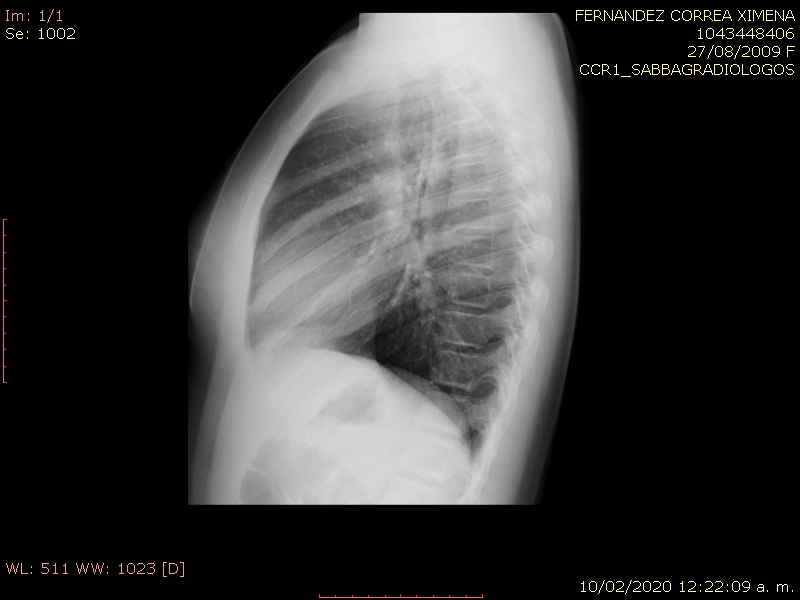 Im: 1/1
Se: 1002
FERNANDEZ CORREA XIMENA
1043448406
27/08/2009 F
CCR1_SABBAGRADIOLOGOS
WL: 511 WW: 1023 [D]
10/02/2020 12:22:09 a. m.